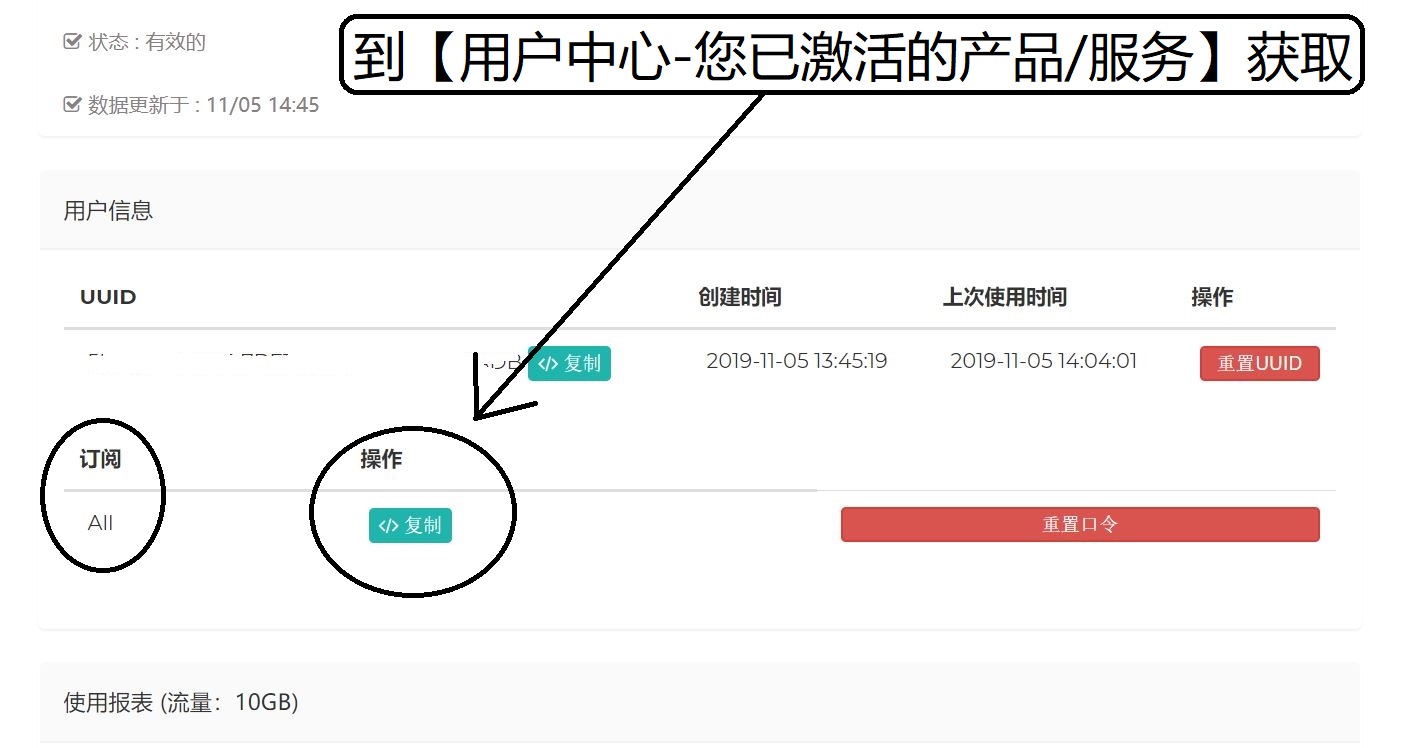 到【用户中心-您已激活的产品/服务】获取
状态 : 有效的
数据更新于 : 11/05 14:45
用户信息
UUID 创建时间 上次使用时间 操作
复制 2019-11-05 13:45:19 2019-11-05 14:04:01 重置UUID
订阅 操作
All 复制 重置口令
使用报表 (流量：10GB)